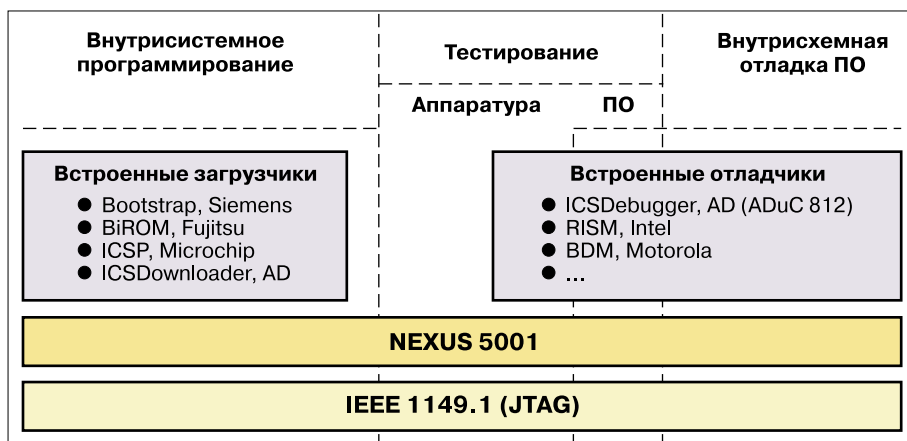 Внутрисистемное
программирование
Тестирование
Внутрисхемная
отладка ПО
Аппаратура
ПО
Встроенные загрузчики
● Bootstrap, Siemens
● BiROM, Fujitsu
● ICSP, Microchip
● ICSDownloader, AD
Встроенные отладчики
● ICSDebugger, AD (ADuC 812)
● RISM, Intel
● BDM, Motorola
● ...
NEXUS 5001
IEEE 1149.1 (JTAG)